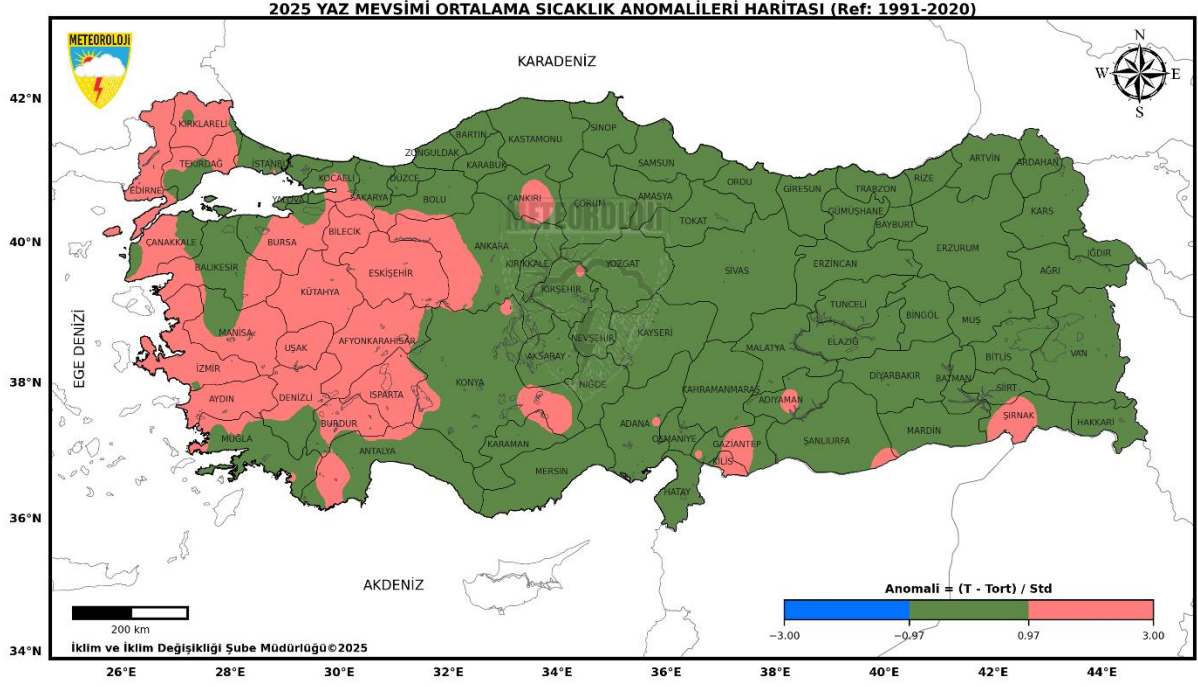 2025 YAZ MEVSİMİ ORTALAMA SICAKLIK ANOMALİLERİ HARİTASI (Ref: 1991-2020)
METEOROLOJİ
KARADENİZ
N
W E
S
42°N
KIRKLARELİ
TEKİRDAĞ
İSTANBUL
EDİRNE
KOCAELİ
YALOVA
SAKARYA
DÜZCE
ZONGULDAK
BARTIN
KARABÜK
KASTAMONU
SİNOP
SAMSUN
BOLU
ÇANKIRI
ÇORUM
AMASYA
ORDU
GİRESUN
TRABZON
RİZE
ARTVİN
ARDAHAN
METEOROLOJİ
TOKAT
GÜMÜŞHANE
BAYBURT
KARS
40°N
ÇANAKKALE
BALIKESİR
BURSA
BİLECİK
ESKİŞEHİR
ANKARA
KIRIKKALE
YOZGAT
SİVAS
ERZİNCAN
ERZURUM
IĞDIR
AĞRI
KÜTAHYA
KIRŞEHİR
TUNCELİ
BİNGÖL
MUŞ
MANİSA
UŞAK
AFYONKARAHİSAR
NEVŞEHİR
KAYSERİ
MALATYA
ELAZIĞ
BİTLİS
VAN
EGE DENİZİ
38°N
İZMİR
AKSARAY
KONYA
NİĞDE
KAHRAMANMARAŞ
ADIYAMAN
DİYARBAKIR
BATMAN
SİİRT
AYDIN
DENİZLİ
ISPARTA
BURDUR
ŞIRNAK
HAKKARİ
MUĞLA
ANTALYA
KARAMAN
ADANA
OSMANİYE
GAZİANTEP
KİLİS
ŞANLIURFA
MARDİN
MERSİN
HATAY
36°N
AKDENİZ
Anomali = (T - Tort) / Std
−3.00 −0.97 0.97 3.00
200 km
İklim ve İklim Değişikliği Şube Müdürlüğü©2025
34°N
26°E 28°E 30°E 32°E 34°E 36°E 38°E 40°E 42°E 44°E